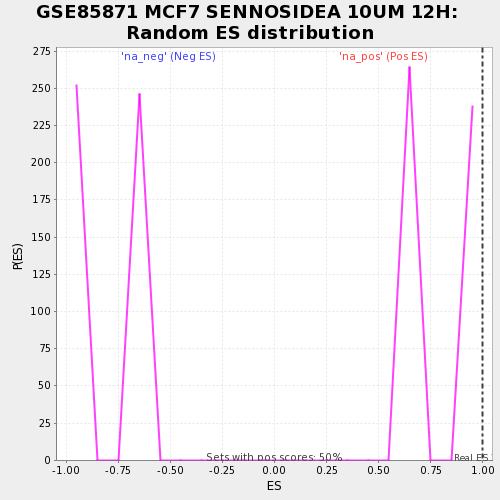 GSE85871 MCF7 SENNOSIDEA 10UM 12H:
Random ES distribution
'na_neg' (Neg ES)
'na_pos' (Pos ES)
275
250
225
200
175
150
125
100
75
50
25
0
P(ES)
Sets with pos scores: 50%
Real ES
-1.00 -0.75 -0.50 -0.25 0.00 0.25 0.50 0.75 1.00
ES